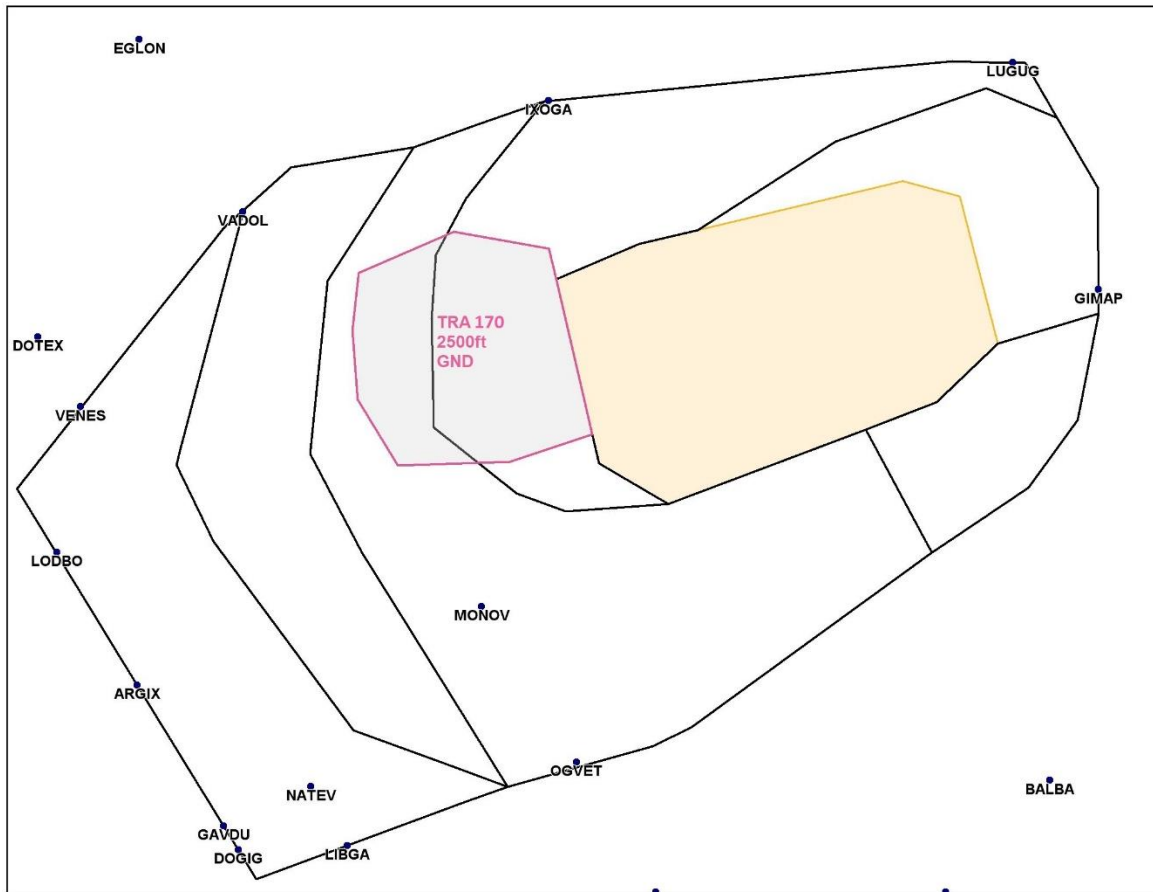 EGLON
LUGUG
IXOGA
VADOL
GIMAP
TRA 170
2500ft
GND
DOTEX
VENES
LODBO
MONOV
ARGIX
OGVET
BALBA
NATEV
GAVDU
DOGIG
LIBGA